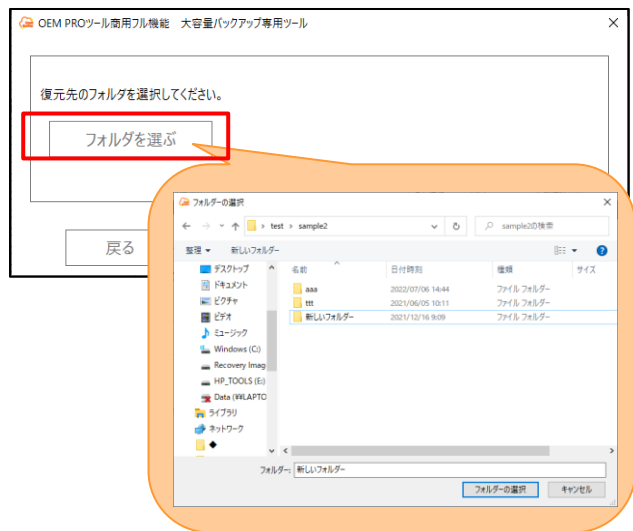 OEM PROツール商用フル機能 大容量バックアップ専用ツール
復元先のフォルダを選択してください。
フォルダを選ぶ
戻る
フォルダーの選択
test › sample2
sample2の検索
整理 新しいフォルダー
名前 日付時刻 種類 サイズ
デスクトップ
ドキュメント
ピクチャ
ビデオ
ミュージック
Windows (C:)
Recovery Imag
HP_TOOLS (E:)
Data (¥¥LAPTO
ライブラリ
ネットワーク
◆
aaa 2022/07/06 14:44 ファイル フォルダー
ttt 2021/06/05 10:11 ファイル フォルダー
新しいフォルダー 2021/12/16 9:09 ファイル フォルダー
フォルダー: 新しいフォルダー
フォルダーの選択 キャンセル